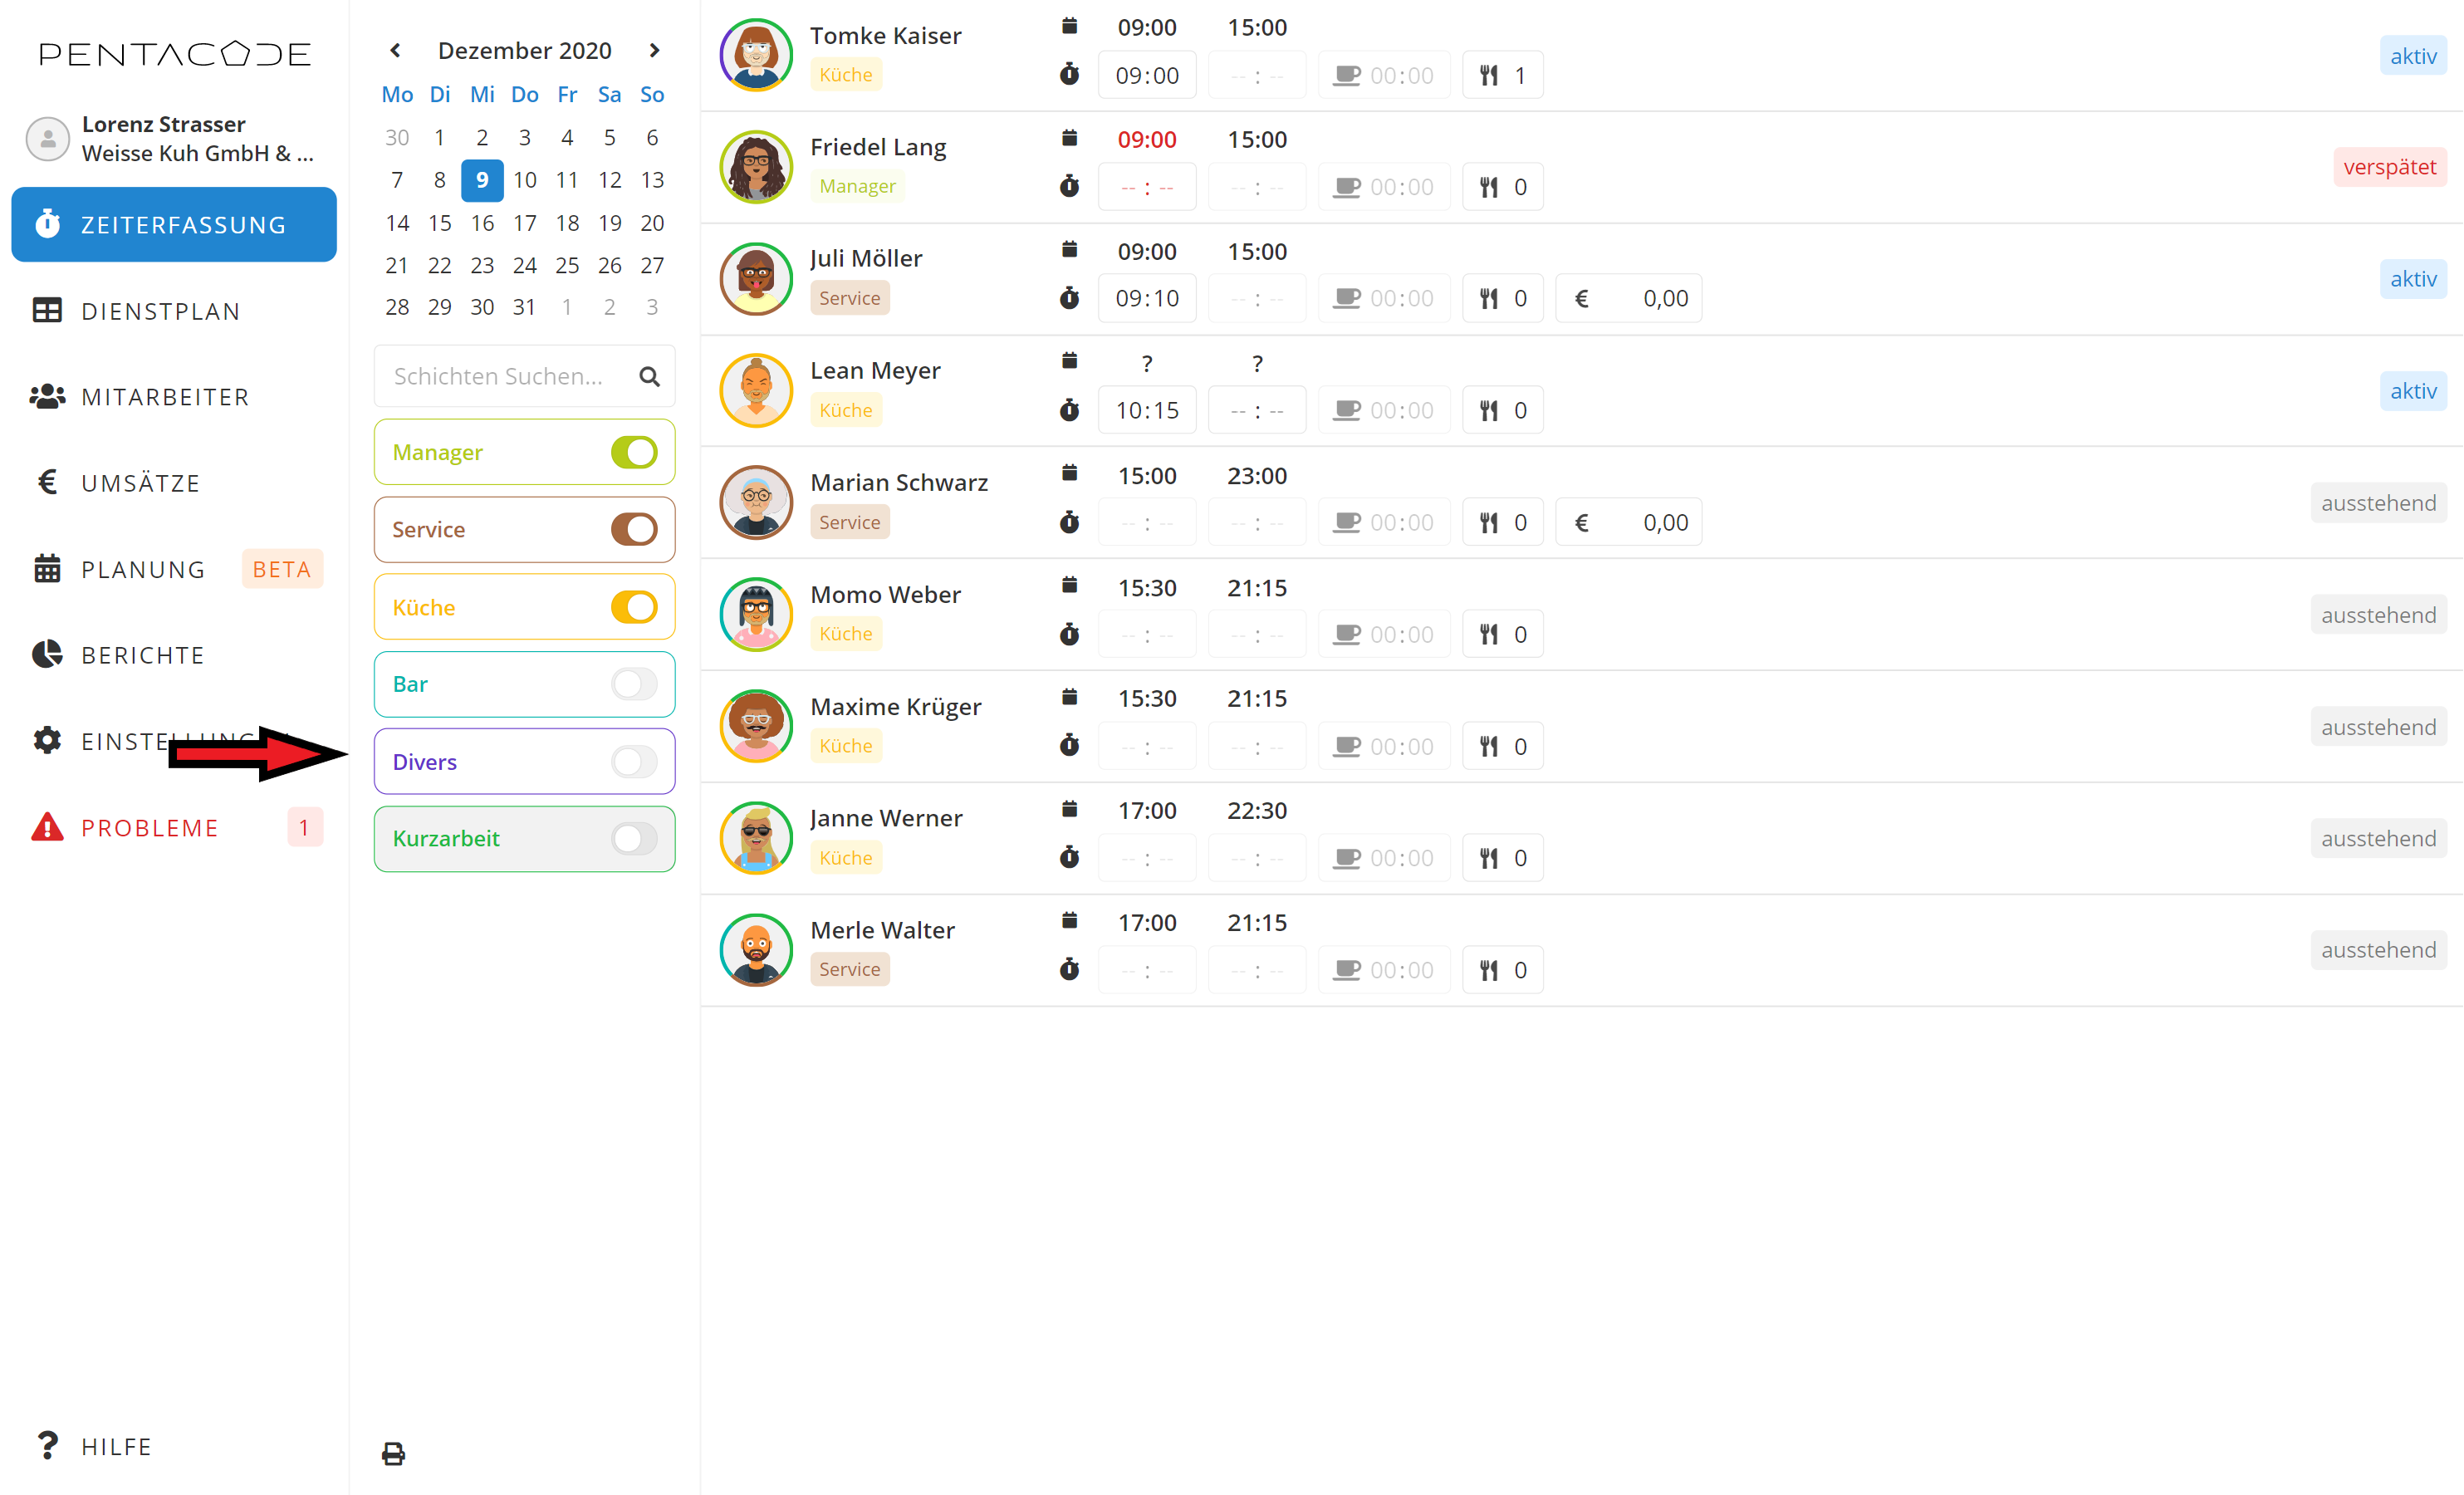 PENTACODE
Lorenz Strasser
Weisse Kuh GmbH & ...
ZEITERFASSUNG
DIENSTPLAN
MITARBEITER
UMSÄTZE
PLANUNG BETA
BERICHTE
PROBLEME 1
HILFE
Dezember 2020
Mo Di Mi Do Fr Sa So
30 1 2 3 4 5 6
7 8 9 10 11 12 13
14 15 16 17 18 19 20
21 22 23 24 25 26 27
28 29 30 31 1 2 3
Schichten Suchen...
Manager
Service
Küche
Bar
Divers
Kurzarbeit
Tomke Kaiser 09:00 15:00
Küche 09:00 -- : -- 00:00 1 aktiv
Friedel Lang 09:00 15:00
Manager -- : -- -- : -- 00:00 0 verspätet
Juli Möller 09:00 15:00
Service 09:10 -- : -- 00:00 0 € 0,00 aktiv
Lean Meyer ? ?
Küche 10:15 -- : -- 00:00 0 aktiv
Marian Schwarz 15:00 23:00
Service -- : -- -- : -- 00:00 0 € 0,00 ausstehend
Momo Weber 15:30 21:15
Küche -- : -- -- : -- 00:00 0 ausstehend
Maxime Krüger 15:30 21:15
Küche -- : -- -- : -- 00:00 0 ausstehend
Janne Werner 17:00 22:30
Küche -- : -- -- : -- 00:00 0 ausstehend
Merle Walter 17:00 21:15
Service -- : -- -- : -- 00:00 0 ausstehend